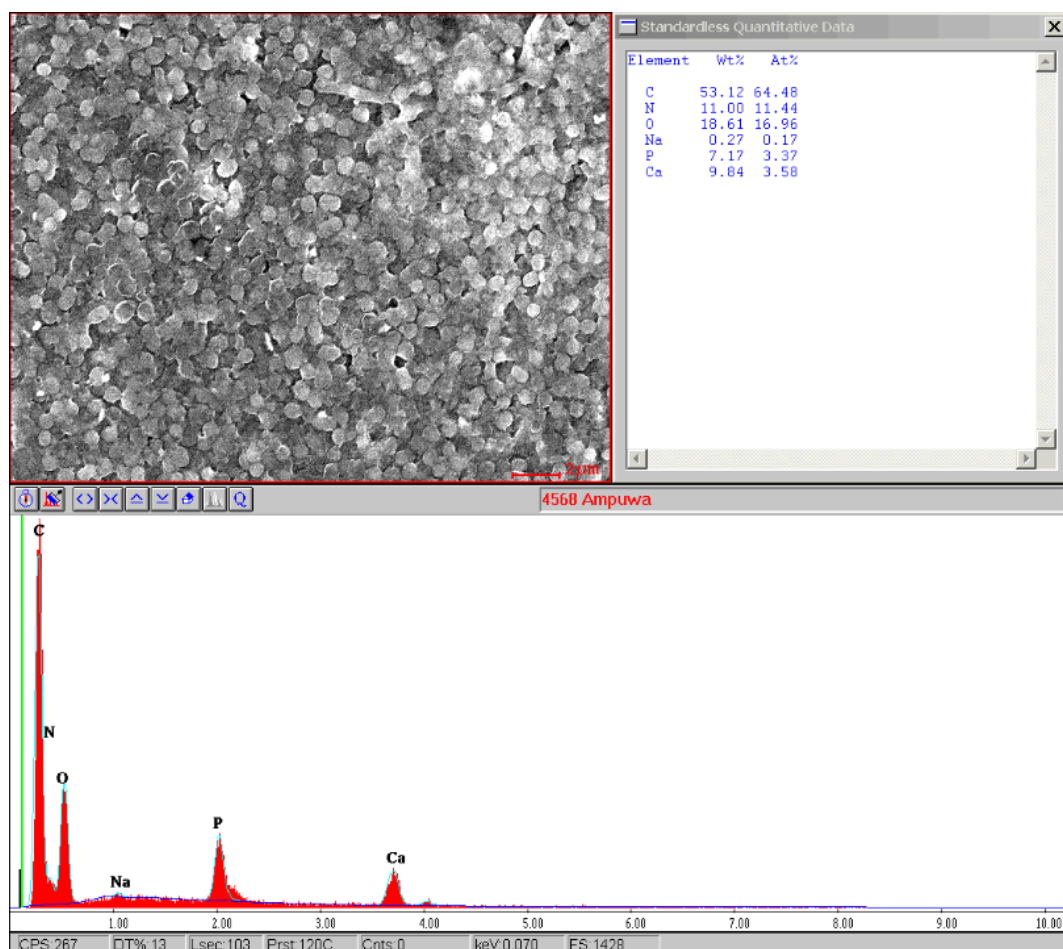 2 µm
Standardless Quantitative Data
Element Wt% At%
C 53.12 64.48
N 11.00 11.44
O 18.61 16.96
Na 0.27 0.17
P 7.17 3.37
Ca 9.84 3.58
Q
4568 Ampuwa
C
N
O
Na
P
Ca
1.00 2.00 3.00 4.00 5.00 6.00 7.00 8.00 9.00 10.00
CPS:267 DT%:13 Lsec:103 Prst:120C Cnts:0 keV:0.070 FS:1428